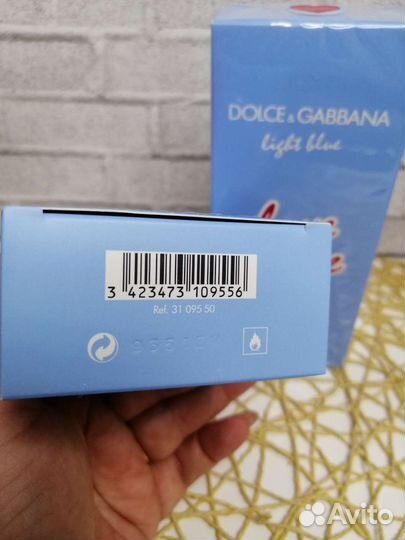 DOLCE & GABBANA
light blue
3 423473 109556
Ref. 31 095 50
Avito